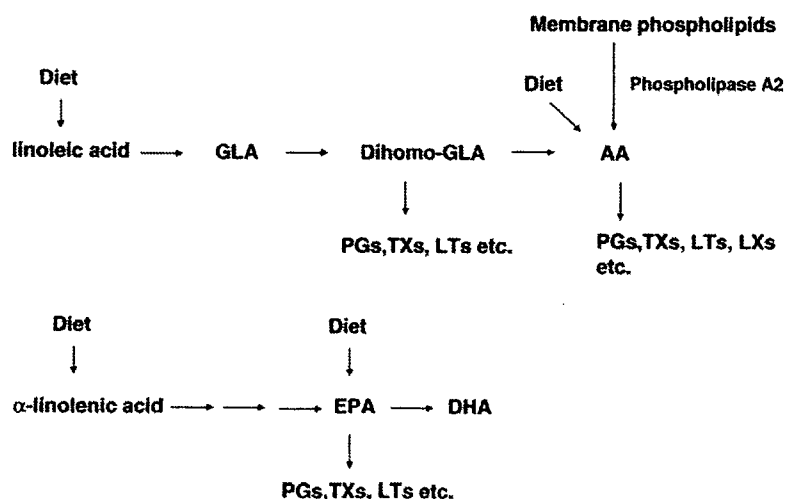 Membrane phospholipids
Diet
Diet
Phospholipase A2
linoleic acid
GLA
Dihomo-GLA
AA
PGs,TXs, LTs etc.
PGs,TXs, LTs, LXs
etc.
Diet
Diet
α-linolenic acid
EPA
DHA
PGs,TXs, LTs etc.